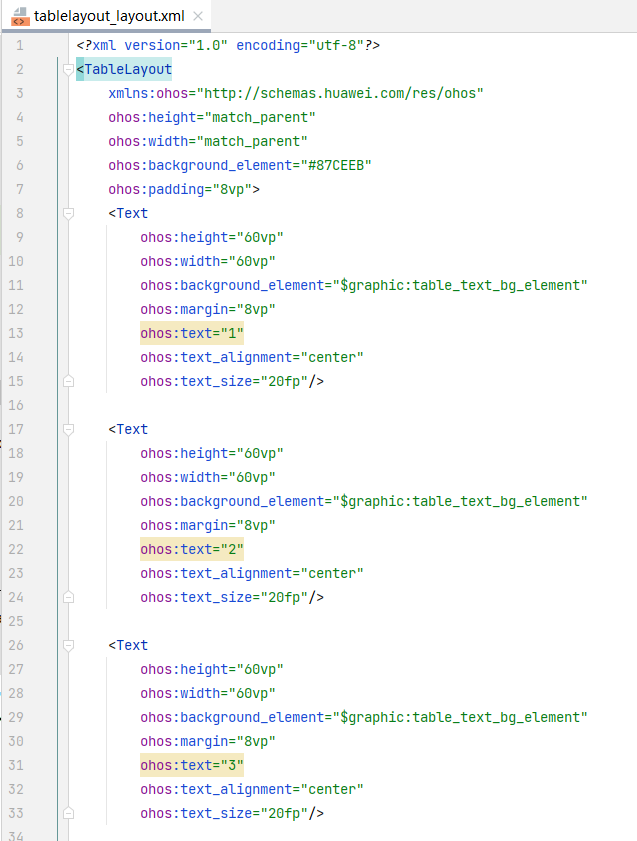 tablelayout_layout.xml
1 <?xml version="1.0" encoding="utf-8"?>
2 <TableLayout
3 xmlns:ohos="http://schemas.huawei.com/res/ohos"
4 ohos:height="match_parent"
5 ohos:width="match_parent"
6 ohos:background_element="#87CEEB"
7 ohos:padding="8vp">
8 <Text
9 ohos:height="60vp"
10 ohos:width="60vp"
11 ohos:background_element="$graphic:table_text_bg_element"
12 ohos:margin="8vp"
13 ohos:text="1"
14 ohos:text_alignment="center"
15 ohos:text_size="20fp"/>
16
17 <Text
18 ohos:height="60vp"
19 ohos:width="60vp"
20 ohos:background_element="$graphic:table_text_bg_element"
21 ohos:margin="8vp"
22 ohos:text="2"
23 ohos:text_alignment="center"
24 ohos:text_size="20fp"/>
25
26 <Text
27 ohos:height="60vp"
28 ohos:width="60vp"
29 ohos:background_element="$graphic:table_text_bg_element"
30 ohos:margin="8vp"
31 ohos:text="3"
32 ohos:text_alignment="center"
33 ohos:text_size="20fp"/>
34